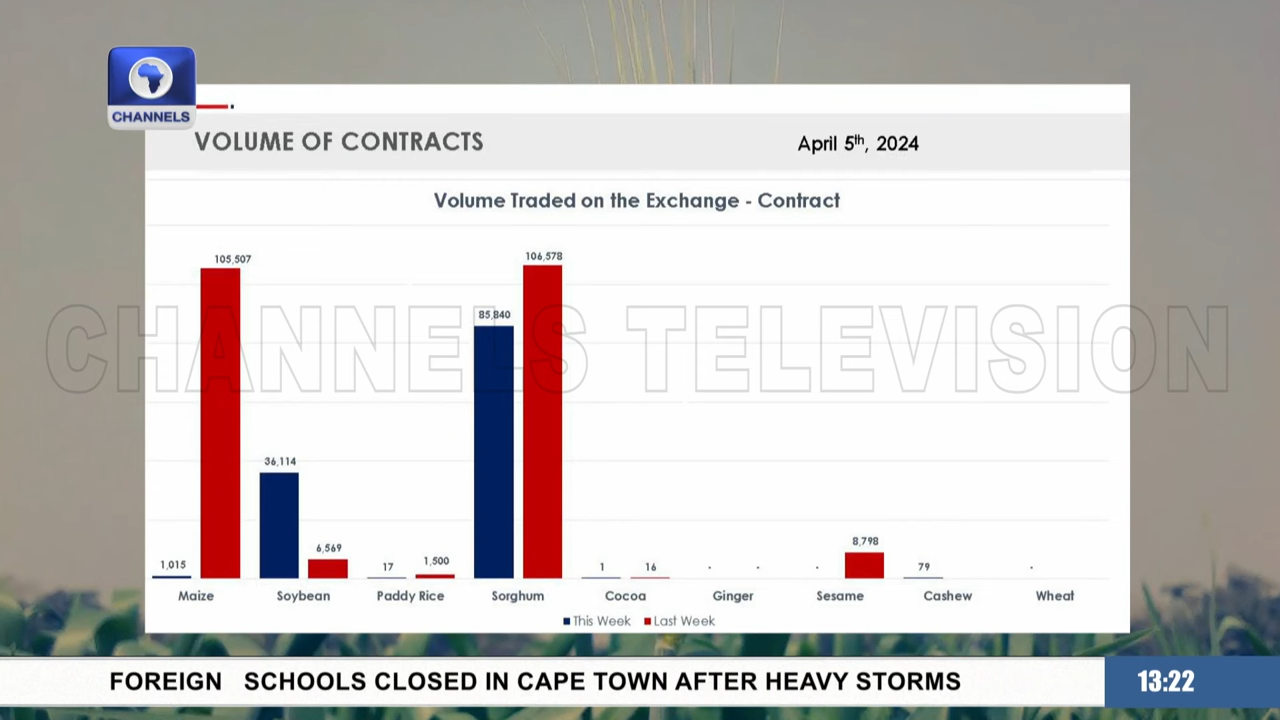 CHANNELS
VOLUME OF CONTRACTS
April 5th, 2024
Volume Traded on the Exchange - Contract
105,507
106,578
85,840
36,114
8,798
6,569
1,015
17
1,500
1
16
-
-
-
79
-
Maize
Soybean
Paddy Rice
Sorghum
Cocoa
Ginger
Sesame
Cashew
Wheat
This Week
Last Week
CHANNELS TELEVISION
FOREIGN SCHOOLS CLOSED IN CAPE TOWN AFTER HEAVY STORMS
13:22